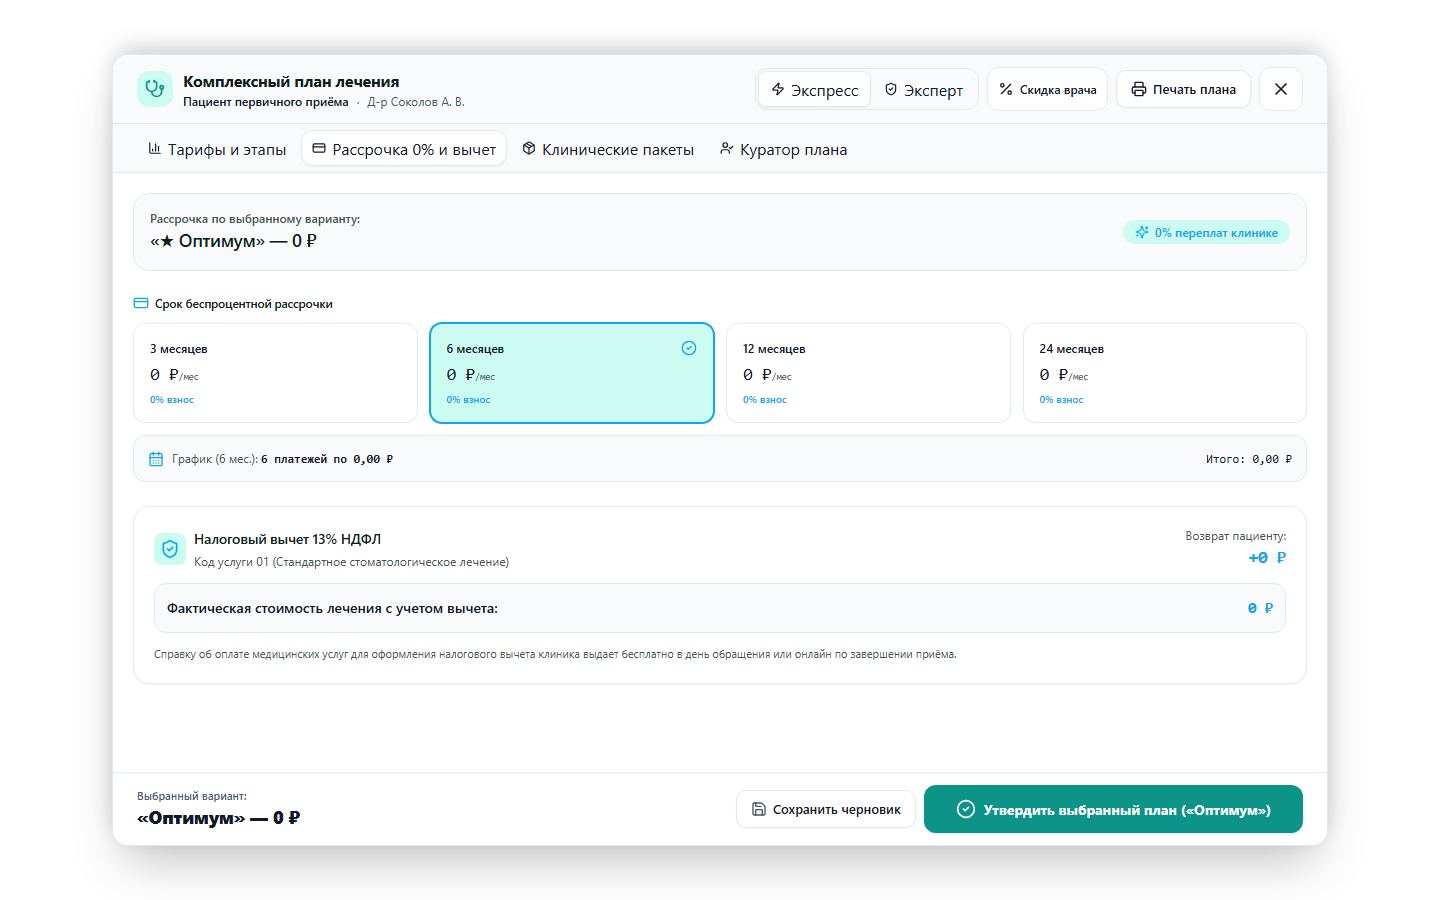 Комплексный план лечения
Пациент первичного приёма · Д-р Соколов А. В.
Экспресс
Эксперт
Скидка врача
Печать плана
Тарифы и этапы
Рассрочка 0% и вычет
Клинические пакеты
Куратор плана
Рассрочка по выбранному варианту:
«★ Оптимум» — 0 ₽
0% переплат клинике
Срок беспроцентной рассрочки
3 месяцев
0 ₽/мес
0% взнос
6 месяцев
0 ₽/мес
0% взнос
12 месяцев
0 ₽/мес
0% взнос
24 месяцев
0 ₽/мес
0% взнос
График (6 мес.): 6 платежей по 0,00 ₽
Итого: 0,00 ₽
Налоговый вычет 13% НДФЛ
Код услуги 01 (Стандартное стоматологическое лечение)
Возврат пациенту:
+0 ₽
Фактическая стоимость лечения с учетом вычета:
0 ₽
Справку об оплате медицинских услуг для оформления налогового вычета клиника выдает бесплатно в день обращения или онлайн по завершении приёма.
Выбранный вариант:
«Оптимум» — 0 ₽
Сохранить черновик
Утвердить выбранный план («Оптимум»)